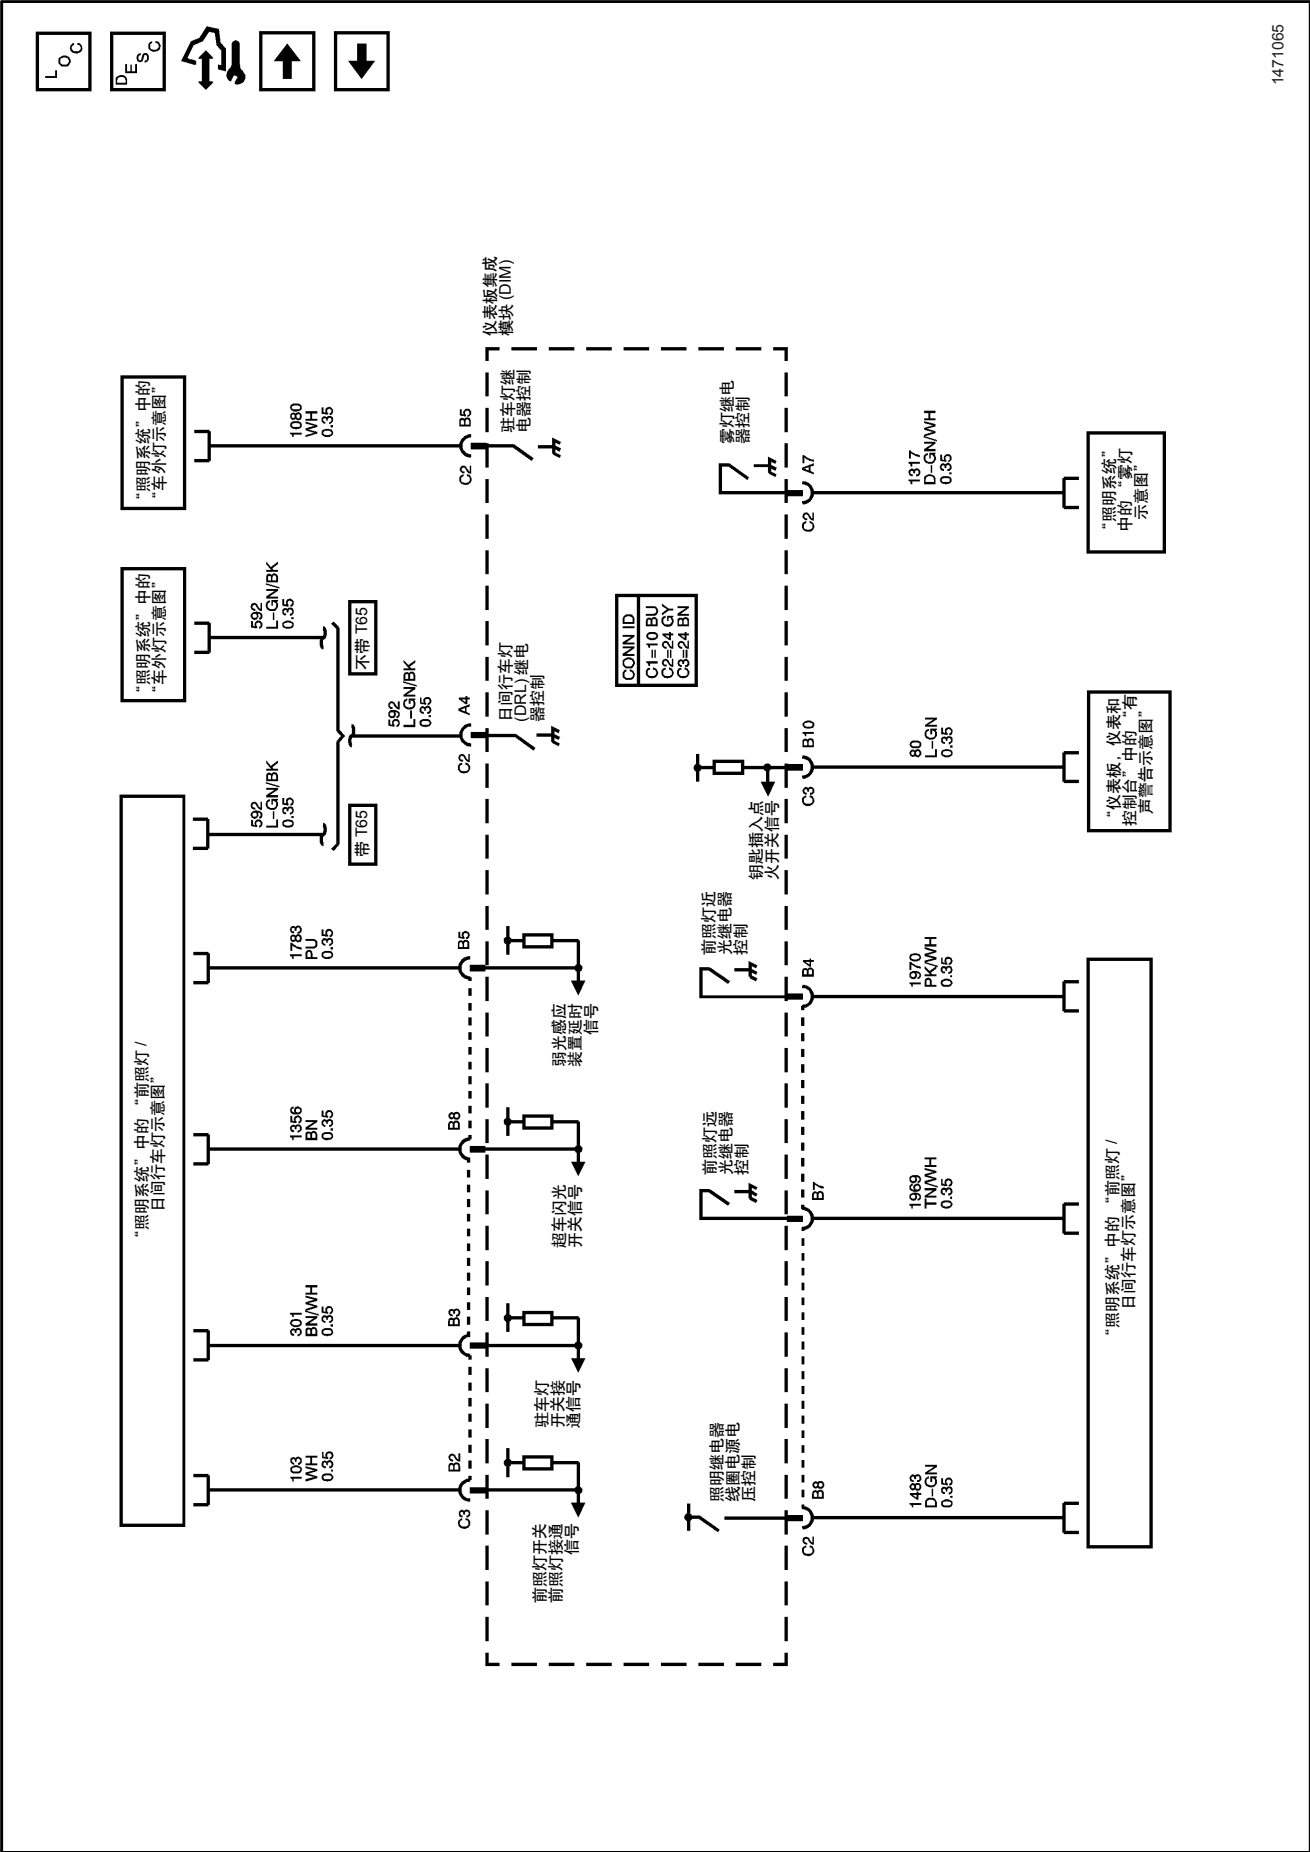 L O C
D E S C
1471065
“照明系统”中的“前照灯/
日间行车灯示意图”
“照明系统”中的
“车外灯示意图”
“照明系统”中的
“车外灯示意图”
103
WH
0.35
301
BN/WH
0.35
1356
BN
0.35
1783
PU
0.35
592
L-GN/BK
0.35
592
L-GN/BK
0.35
1080
WH
0.35
带 T65
不带 T65
592
L-GN/BK
0.35
C3
B2
B3
B8
B5
C2
A4
C2
B5
仪表板集成
模块 (DIM)
前照灯开关
前照灯接通
信号
驻车灯
开关接
通信号
超车闪光
开关信号
弱光感应
装置延时
信号
日间行车灯
(DRL) 继电
器控制
驻车灯继
电器控制
CONN ID
C1=10 BU
C2=24 GY
C3=24 BN
照明继电器
线圈电源电
压控制
前照灯远
光继电器
控制
前照灯近
光继电器
控制
钥匙插入点
火开关信号
雾灯继电
器控制
C2
B8
B7
B4
C3
B10
C2
A7
1483
D-GN
0.35
1969
TN/WH
0.35
1970
PK/WH
0.35
80
L-GN
0.35
1317
D-GN/WH
0.35
“照明系统”中的“前照灯/
日间行车灯示意图”
“仪表板，仪表和
控制台”中的“有
声警告示意图”
“照明系统”
中的“雾灯
示意图”